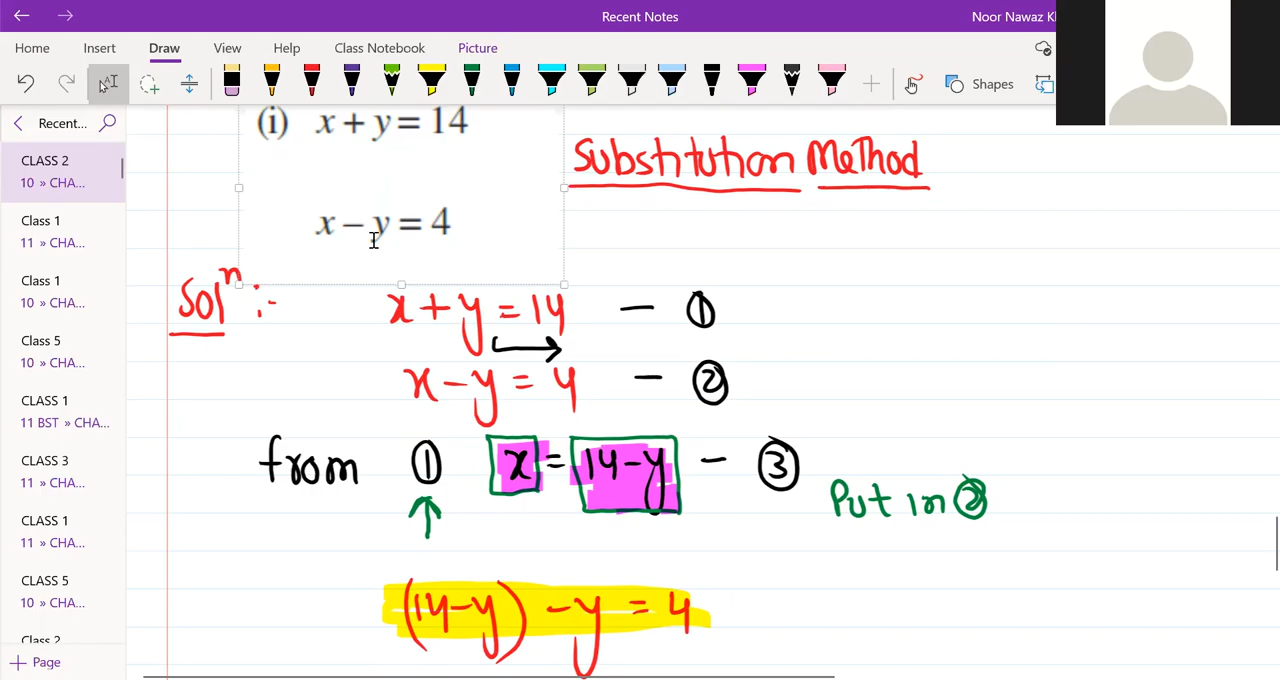 Recent Notes
Noor Nawaz Kh
Home Insert Draw View Help Class Notebook Picture
Shapes
Recent...
CLASS 2
10 » CHA...
Class 1
11 » CHA...
Class 1
10 » CHA...
Class 5
10 » CHA...
CLASS 1
11 BST » CHA...
CLASS 3
11 » CHA...
CLASS 1
11 » CHA...
CLASS 5
10 » CHA...
Class 2
Page
(i) x + y = 14
Substitution Method
x – y = 4
Solⁿ :- x + y = 14 — ①
x - y = 4 — ②
from ① x = 14 - y — ③
Put in ②
(14 - y) - y = 4